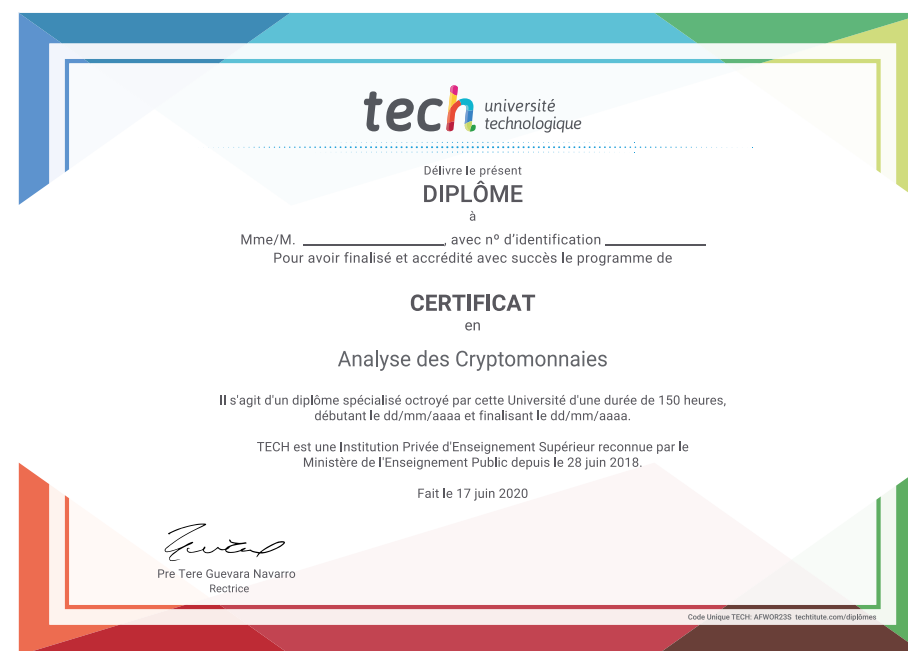 tech université
technologique
Délivre le présent
DIPLÔME
à
Mme/M. ____________________, avec nº d'identification ______________
Pour avoir finalisé et accrédité avec succès le programme de
CERTIFICAT
en
Analyse des Cryptomonnaies
Il s'agit d'un diplôme spécialisé octroyé par cette Université d'une durée de 150 heures,
débutant le dd/mm/aaaa et finalisant le dd/mm/aaaa.
TECH est une Institution Privée d'Enseignement Supérieur reconnue par le
Ministère de l'Enseignement Public depuis le 28 juin 2018.
Fait le 17 juin 2020
Pre Tere Guevara Navarro
Rectrice
Code Unique TECH: AFWOR23S techtitute.com/diplômes